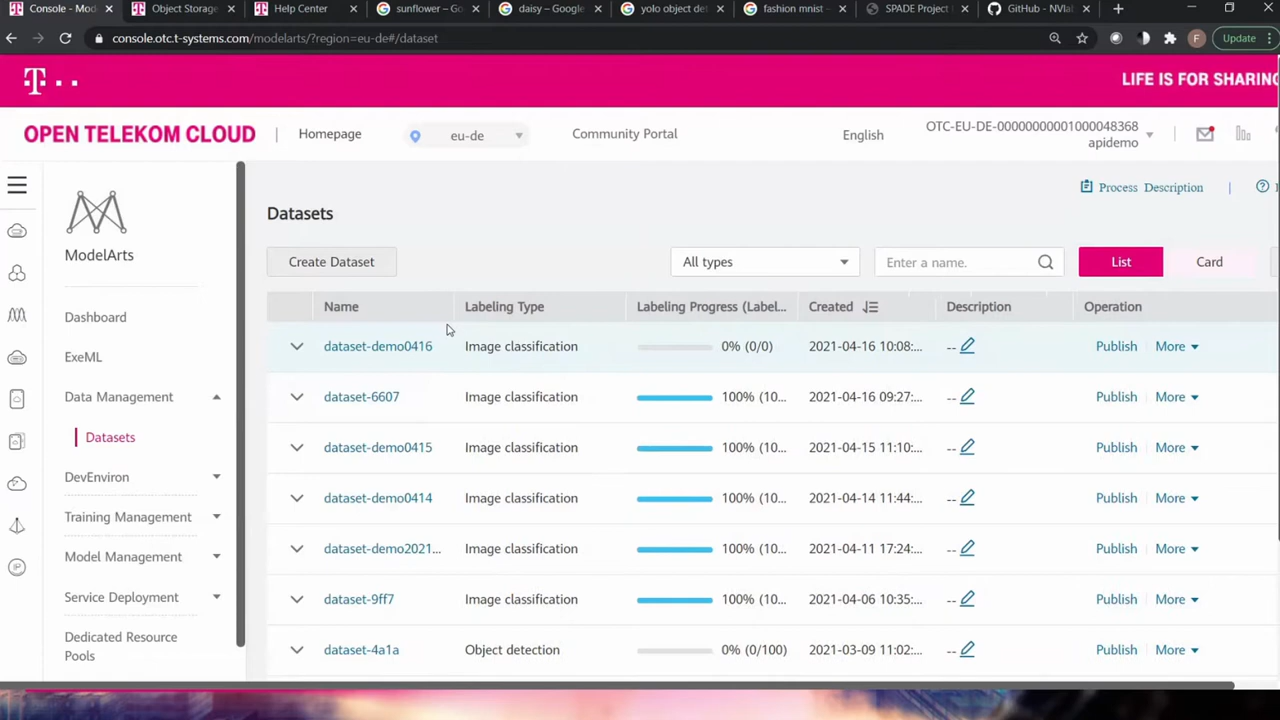 Console - Mod
Object Storage
Help Center
sunflower – Go
daisy – Google
yolo object det
fashion mnist –
SPADE Project
GitHub - NVlab
console.otc.t-systems.com/modelarts/?region=eu-de#/dataset
F
Update
T
LIFE IS FOR SHARING
OPEN TELEKOM CLOUD
Homepage
eu-de
Community Portal
English
OTC-EU-DE-00000000001000048368
apidemo
ModelArts
Dashboard
ExeML
Data Management
Datasets
DevEnviron
Training Management
Model Management
Service Deployment
Dedicated Resource
Pools
Process Description
Datasets
Create Dataset
All types
Enter a name.
List
Card
Name Labeling Type Labeling Progress (Label... Created Description Operation
dataset-demo0416 Image classification 0% (0/0) 2021-04-16 10:08:... -- Publish More
dataset-6607 Image classification 100% (10... 2021-04-16 09:27:... -- Publish More
dataset-demo0415 Image classification 100% (10... 2021-04-15 11:10:... -- Publish More
dataset-demo0414 Image classification 100% (10... 2021-04-14 11:44:... -- Publish More
dataset-demo2021... Image classification 100% (10... 2021-04-11 17:24:... -- Publish More
dataset-9ff7 Image classification 100% (10... 2021-04-06 10:35:... -- Publish More
dataset-4a1a Object detection 0% (0/100) 2021-03-09 11:02:... -- Publish More